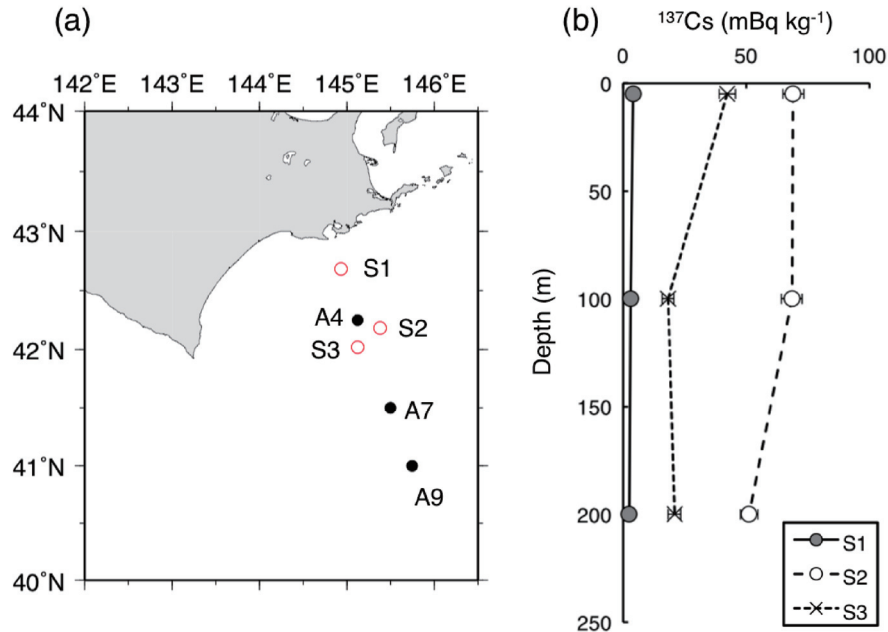 (a)
142˚E 143˚E 144˚E 145˚E 146˚E
44˚N
43˚N
42˚N
41˚N
40˚N
S1
A4
S2
S3
A7
A9
(b)
¹³⁷Cs (mBq kg⁻¹)
0 50 100
0
50
100
150
200
250
Depth (m)
S1
S2
S3